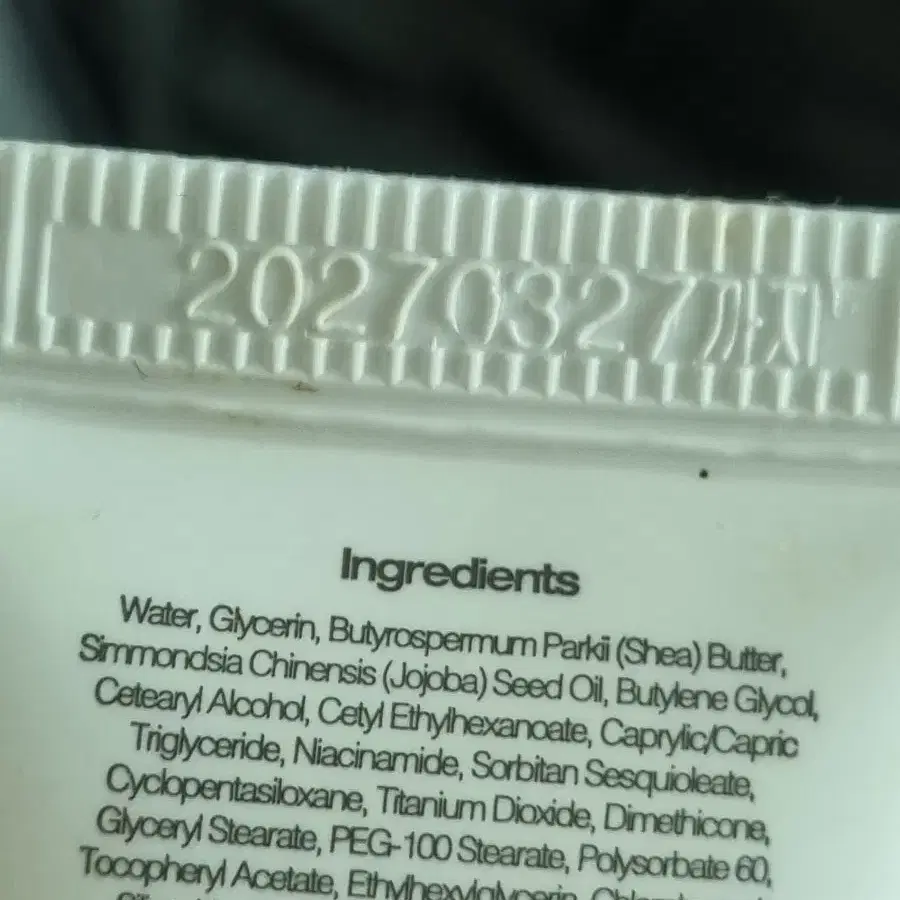 20270327까지
Ingredients
Water, Glycerin, Butyrospermum Parkii (Shea) Butter,
Simmondsia Chinensis (Jojoba) Seed Oil, Butylene Glycol,
Cetearyl Alcohol, Cetyl Ethylhexanoate, Caprylic/Capric
Triglyceride, Niacinamide, Sorbitan Sesquioleate,
Cyclopentasiloxane, Titanium Dioxide, Dimethicone,
Glyceryl Stearate, PEG-100 Stearate, Polysorbate 60,
Tocopheryl Acetate, Ethylhexylglycerin,